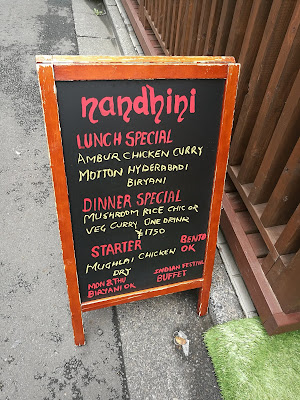 nandhini
LUNCH SPECIAL
AMBUR CHICKEN CURRY
MOTTON HYDERABADI
BIRYANI
DINNER SPECIAL
MUSHROOM RICE CHIC OR
VEG CURRY ONE DRINK
¥1750
STARTER
BENTO
OK
MUGHLAI CHICKEN
DRY
MON & THU
BIRYANI OK
INDIAN FESTIVAL
BUFFET